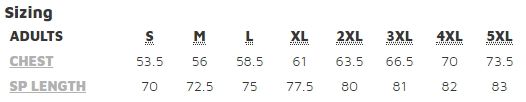 Sizing
ADULTS S M L XL 2XL 3XL 4XL 5XL
CHEST 53.5 56 58.5 61 63.5 66.5 70 73.5
SP LENGTH 70 72.5 75 77.5 80 81 82 83